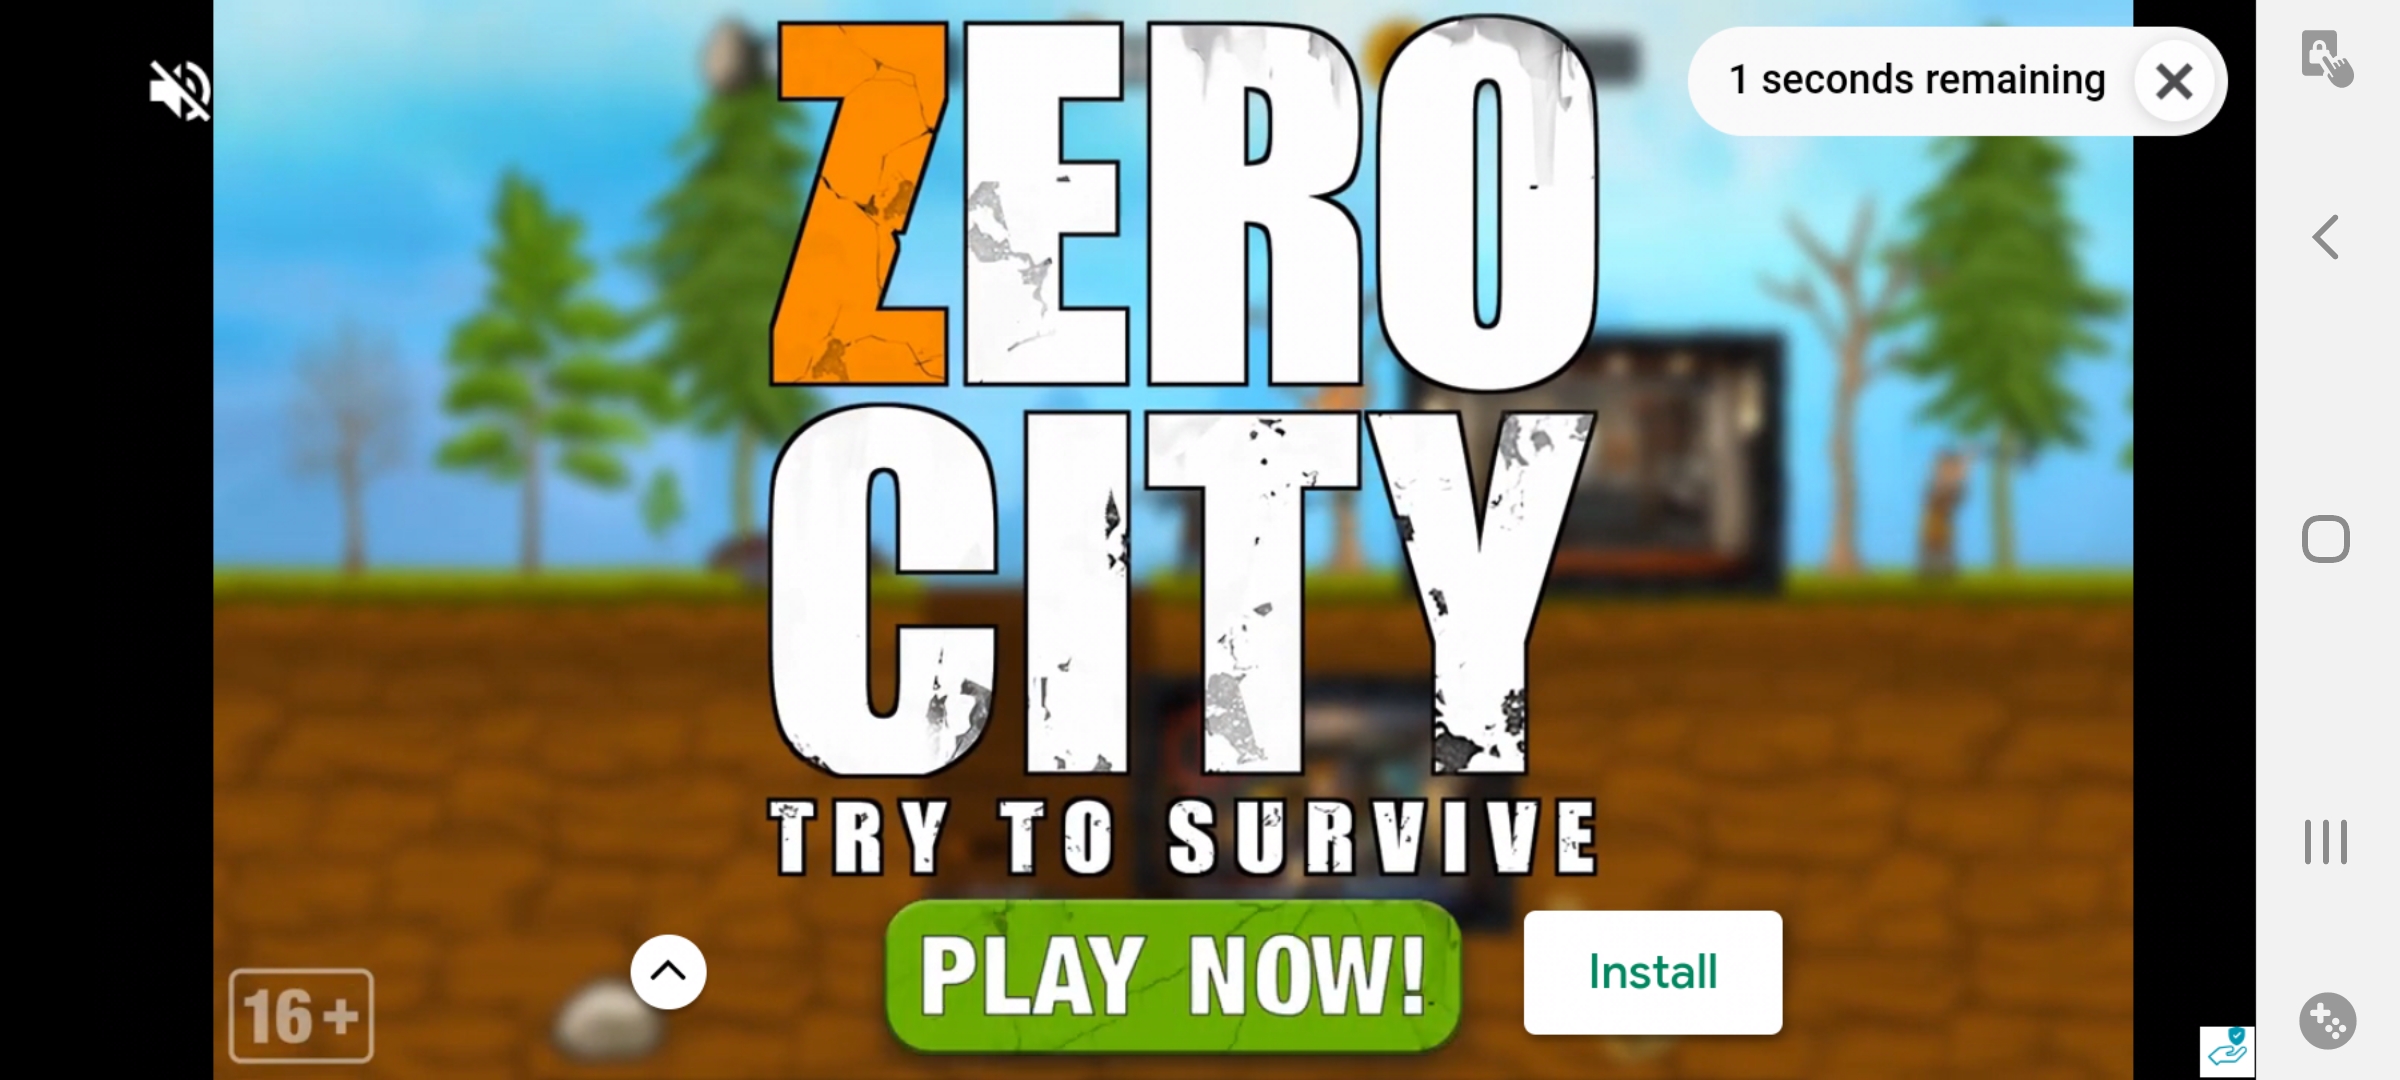 1 seconds remaining
ZERO
CITY
TRY TO SURVIVE
PLAY NOW!
Install
16+